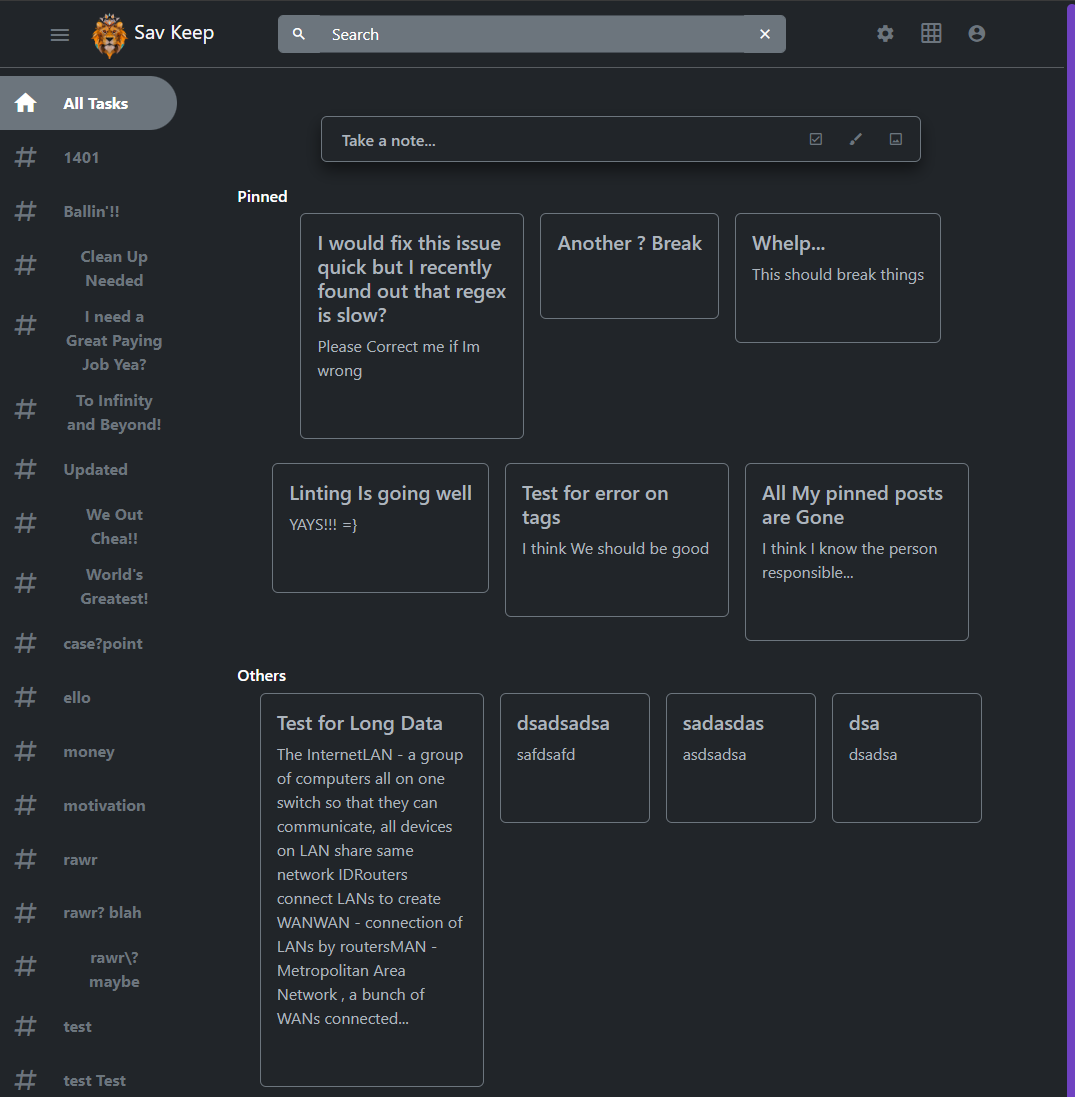 Sav Keep
Search
All Tasks
1401
Ballin'!!
Clean Up
Needed
I need a
Great Paying
Job Yea?
To Infinity
and Beyond!
Updated
We Out
Chea!!
World's
Greatest!
case?point
ello
money
motivation
rawr
rawr? blah
rawr\?
maybe
test
test Test
Take a note...
Pinned
I would fix this issue
quick but I recently
found out that regex
is slow?
Please Correct me if Im
wrong
Another ? Break
Whelp...
This should break things
Linting Is going well
YAYS!!! =}
Test for error on
tags
I think We should be good
All My pinned posts
are Gone
I think I know the person
responsible...
Others
Test for Long Data
The InternetLAN - a group
of computers all on one
switch so that they can
communicate, all devices
on LAN share same
network IDRouters
connect LANs to create
WANWAN - connection of
LANs by routersMAN -
Metropolitan Area
Network , a bunch of
WANs connected...
dsadsadsa
safdsafd
sadasdas
asdsadsa
dsa
dsadsa